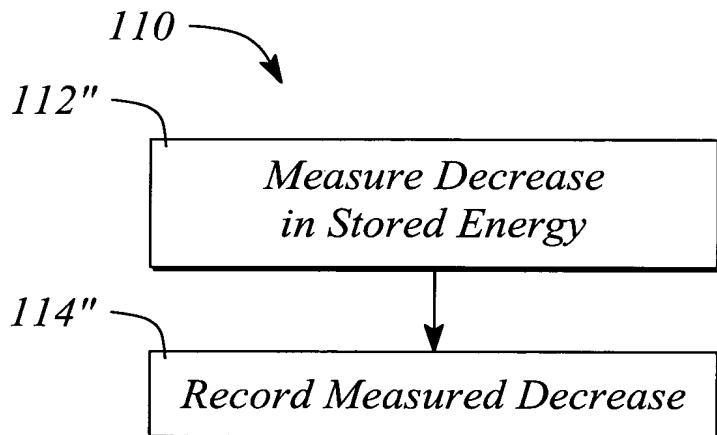 110
112"
Measure Decrease
in Stored Energy
114"
Record Measured Decrease